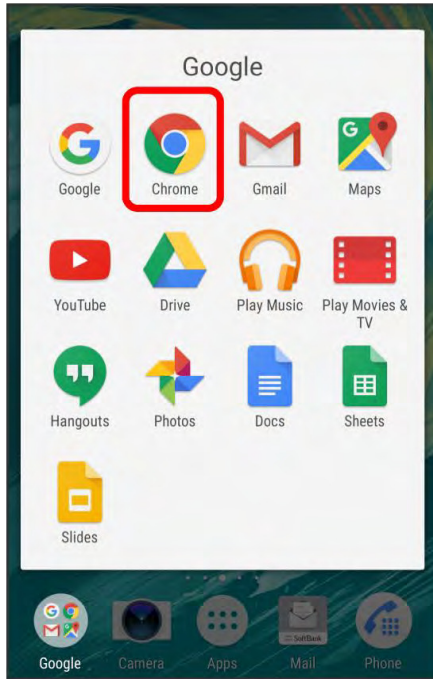 Google
Google Chrome Gmail Maps
YouTube Drive Play Music Play Movies &
TV
Hangouts Photos Docs Sheets
Slides
SoftBank
Google Camera Apps Mail Phone